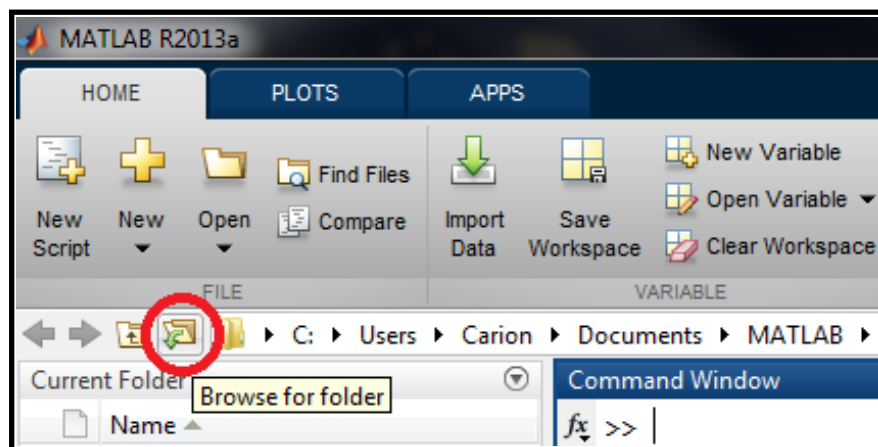 MATLAB R2013a
HOME PLOTS APPS
New Script
New
Open
Find Files
Compare
Import Data
Save Workspace
New Variable
Open Variable
Clear Workspace
FILE VARIABLE
C: Users Carion Documents MATLAB
Current Folder
Browse for folder
Command Window
Name
fx >>